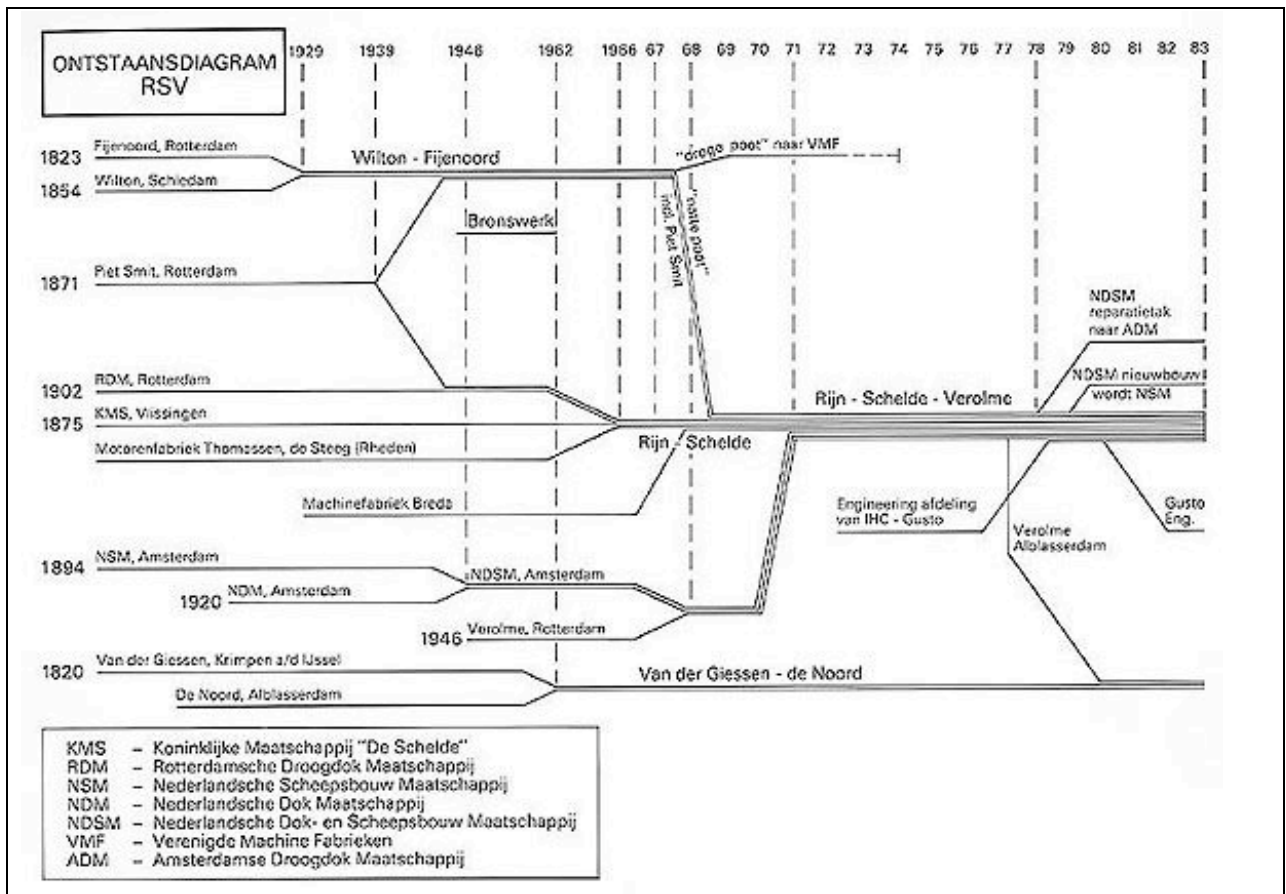 ONTSTAANSDIAGRAM
RSV
1929 1939 1946 1962 1966 67 68 69 70 71 72 73 74 75 76 77 78 79 80 81 82 83
1823 Fijenoord, Rotterdam
1854 Wilton, Schiedam
Wilton - Fijenoord
"droge poot" naar VMF
"natte poot"
incl. Piet Smit
Bronswerk
1871 Piet Smit, Rotterdam
NDSM
reparatietak
naar ADM
1902 RDM, Rotterdam
NDSM nieuwbouw
wordt NSM
Rijn - Schelde - Verolme
1875 KMS, Vlissingen
Rijn - Schelde
Motorenfabriek Thomassen, de Steeg (Rheden)
Machinefabriek Breda
Engineering afdeling
van IHC - Gusto
Gusto
Eng.
Verolme
Alblasserdam
1894 NSM, Amsterdam
NDSM, Amsterdam
1920 NDM, Amsterdam
1946 Verolme, Rotterdam
1820 Van der Giessen, Krimpen a/d IJssel
Van der Giessen - de Noord
De Noord, Alblasserdam
KMS – Koninklijke Maatschappij "De Schelde"
RDM – Rotterdamsche Droogdok Maatschappij
NSM – Nederlandsche Scheepsbouw Maatschappij
NDM – Nederlandsche Dok Maatschappij
NDSM – Nederlandsche Dok- en Scheepsbouw Maatschappij
VMF – Verenigde Machine Fabrieken
ADM – Amsterdamse Droogdok Maatschappij